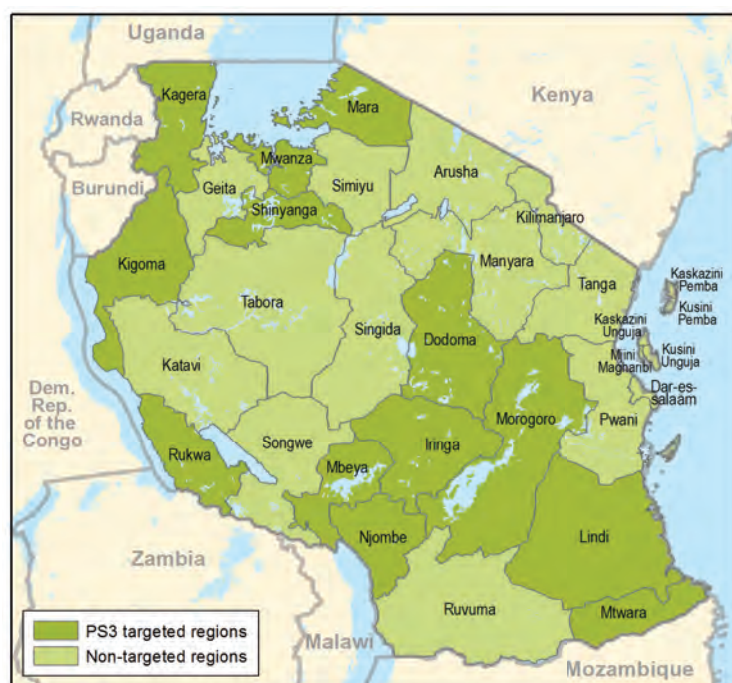 Uganda
Kenya
Rwanda
Burundi
Kagera
Mara
Mwanza
Geita
Simiyu
Arusha
Shinyanga
Kilimanjaro
Kigoma
Manyara
Tanga
Kaskazini
Pemba
Kusini
Pemba
Tabora
Singida
Dodoma
Kaskazini
Unguja
Mjini
Magharibi
Kusini
Unguja
Katavi
Dar-es-
salaam
Dem.
Rep.
of the
Congo
Morogoro
Pwani
Rukwa
Songwe
Mbeya
Iringa
Njombe
Lindi
Zambia
Ruvuma
Mtwara
Malawi
Mozambique
PS3 targeted regions
Non-targeted regions